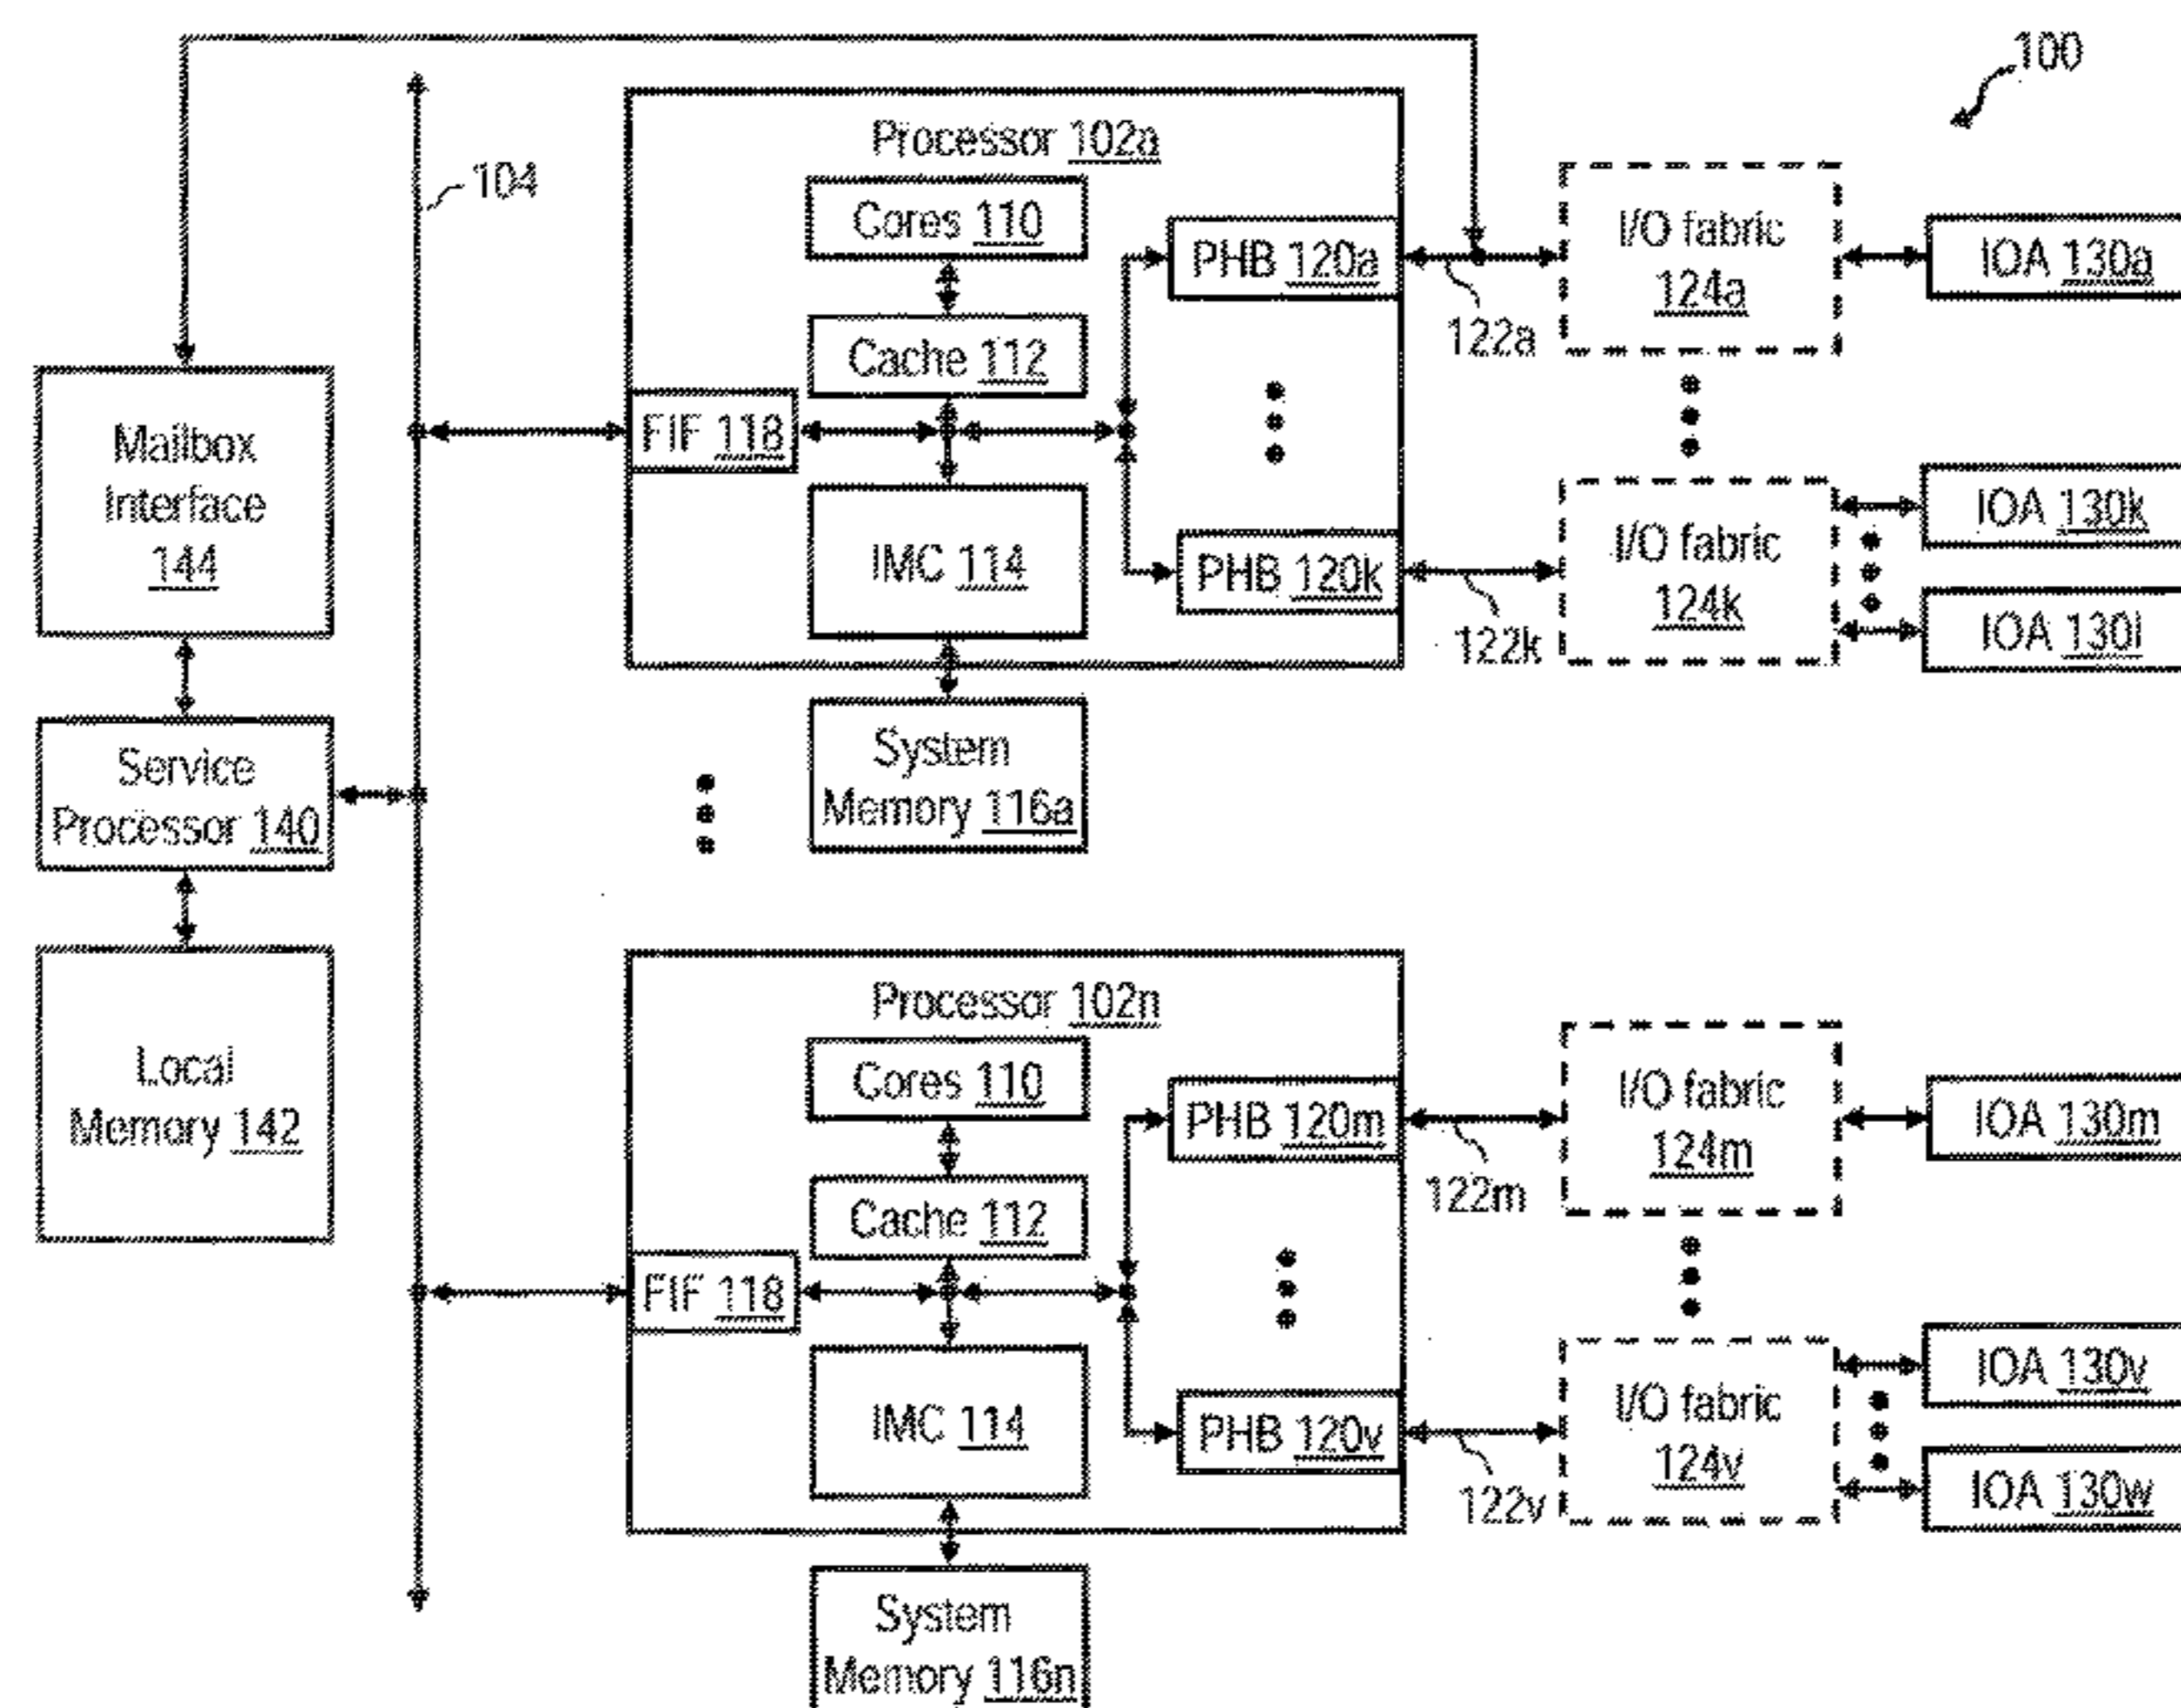 100
104
Processor 102a
Cores 110
Cache 112
FIF 118
IMC 114
PHB 120a
PHB 120k
122a
122k
I/O fabric
124a
I/O fabric
124k
IOA 130a
IOA 130k
IOA 130l
System
Memory 116a
Mailbox
Interface
144
Service
Processor 140
Local
Memory 142
Processor 102n
Cores 110
Cache 112
FIF 118
IMC 114
PHB 120m
PHB 120v
122m
122v
I/O fabric
124m
I/O fabric
124v
IOA 130m
IOA 130v
IOA 130w
System
Memory 116n